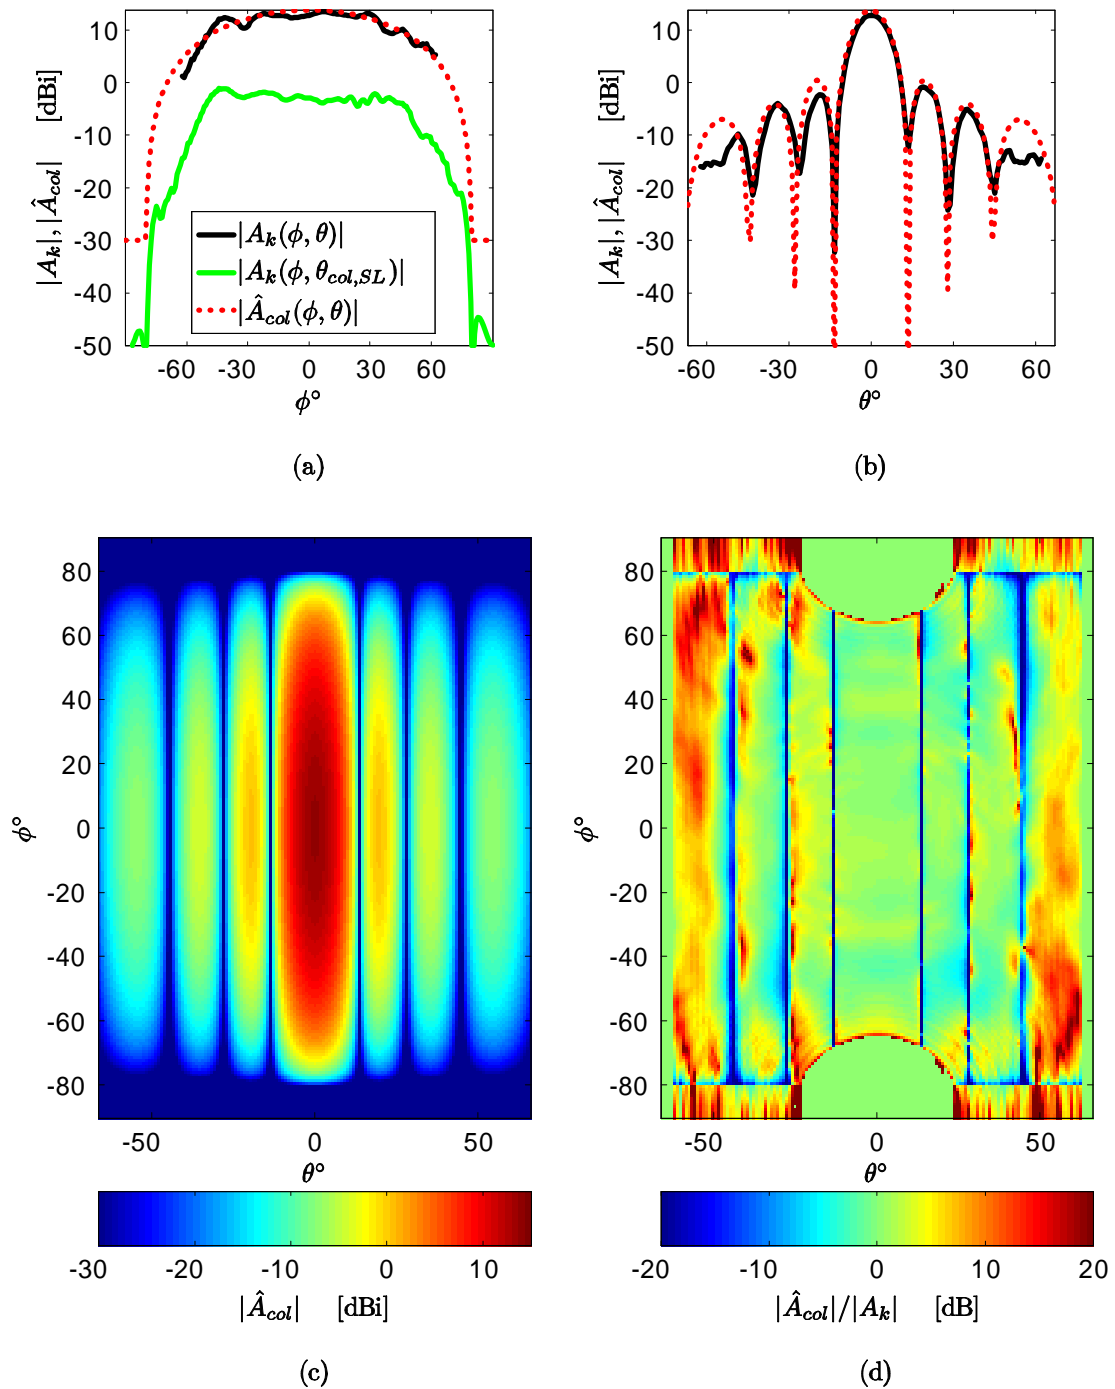 10
0
-10
-20
-30
-40
-50
|A_k|, |Â_col| [dBi]
|A_k(ϕ, θ)|
|A_k(ϕ, θ_col,SL)|
|Â_col(ϕ, θ)|
-60 -30 0 30 60
ϕ°
(a)
10
0
-10
-20
-30
-40
-50
|A_k|, |Â_col| [dBi]
-60 -30 0 30 60
θ°
(b)
80
60
40
20
0
-20
-40
-60
-80
ϕ°
-50 0 50
θ°
-30 -20 -10 0 10
|Â_col| [dBi]
(c)
80
60
40
20
0
-20
-40
-60
-80
ϕ°
-50 0 50
θ°
-20 -10 0 10 20
|Â_col|/|A_k| [dB]
(d)